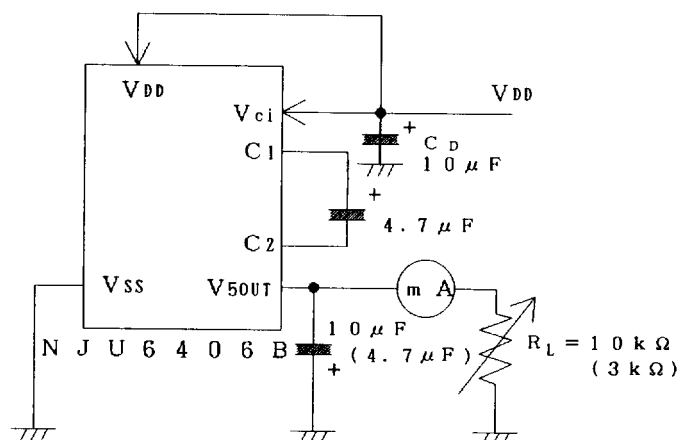 VDD
VDD
Vci
+
CD
10μF
C1
+
4.7μF
C2
VSS
V5OUT
mA
10μF
(4.7μF)
+
RL=10kΩ
(3kΩ)
NJU6406B